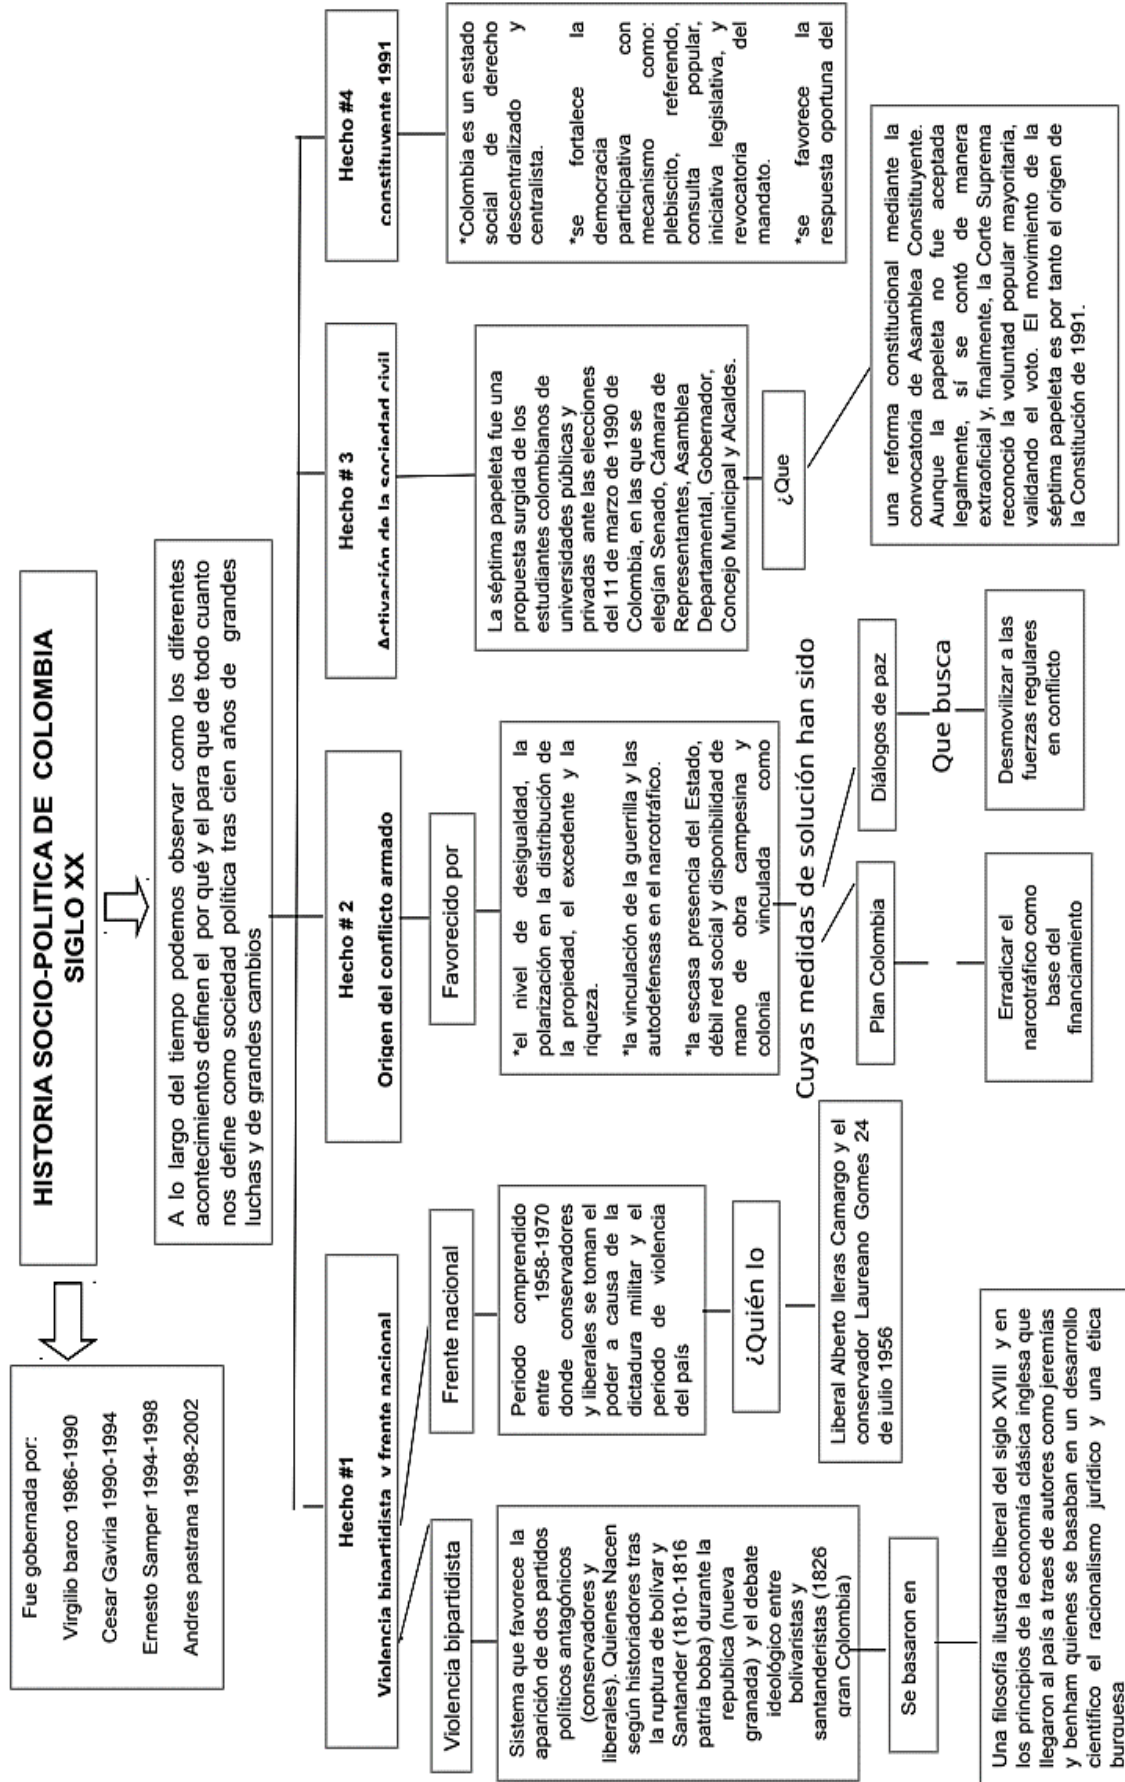 HISTORIA SOCIO-POLITICA DE COLOMBIA
SIGLO XX
Fue gobernada por:
Virgilio barco 1986-1990
Cesar Gaviria 1990-1994
Ernesto Samper 1994-1998
Andres pastrana 1998-2002
A lo largo del tiempo podemos observar como los diferentes
acontecimientos definen el por qué y el para que de todo cuanto
nos define como sociedad política tras cien años de grandes
luchas y de grandes cambios
Hecho #1
Violencia bipartidista y frente nacional
Violencia bipartidista
Sistema que favorece la
aparición de dos partidos
políticos antagónicos
(conservadores y
liberales). Quienes Nacen
según historiadores tras
la ruptura de bolívar y
Santander (1810-1816
patria boba) durante la
republica (nueva
granada) y el debate
ideológico entre
bolivaristas y
santanderistas (1826
gran Colombia)
Se basaron en
Una filosofía ilustrada liberal del siglo XVIII y en
los principios de la economía clásica inglesa que
llegaron al país a traes de autores como jeremías
y benham quienes se basaban en un desarrollo
científico el racionalismo jurídico y una ética
burguesa
Frente nacional
Periodo comprendido
entre 1958-1970
donde conservadores
y liberales se toman el
poder a causa de la
dictadura militar y el
periodo de violencia
del país
¿Quién lo
Liberal Alberto lleras Camargo y el
conservador Laureano Gomes 24
de julio 1956
Hecho # 2
Origen del conflicto armado
Favorecido por
*el nivel de desigualdad, la
polarización en la distribución de
la propiedad, el excedente y la
riqueza.
*la vinculación de la guerrilla y las
autodefensas en el narcotráfico.
*la escasa presencia del Estado,
débil red social y disponibilidad de
mano de obra campesina y
colonia vinculada como
Cuyas medidas de solución han sido
Plan Colombia
Erradicar el
narcotráfico como
base del
financiamiento
Diálogos de paz
Que busca
Desmovilizar a las
fuerzas regulares
en conflicto
Hecho # 3
Activación de la sociedad civil
La séptima papeleta fue una
propuesta surgida de los
estudiantes colombianos de
universidades públicas y
privadas ante las elecciones
del 11 de marzo de 1990 de
Colombia, en las que se
elegían Senado, Cámara de
Representantes, Asamblea
Departamental, Gobernador,
Concejo Municipal y Alcaldes.
¿Que
una reforma constitucional mediante la
convocatoria de Asamblea Constituyente.
Aunque la papeleta no fue aceptada
legalmente, sí se contó de manera
extraoficial y, finalmente, la Corte Suprema
reconoció la voluntad popular mayoritaria,
validando el voto. El movimiento de la
séptima papeleta es por tanto el origen de
la Constitución de 1991.
Hecho #4
constituyente 1991
*Colombia es un estado
social de derecho
descentralizado y
centralista.
*se fortalece la
democracia
participativa con
mecanismo como:
plebiscito, referendo,
consulta popular,
iniciativa legislativa, y
revocatoria del
mandato.
*se favorece la
respuesta oportuna del